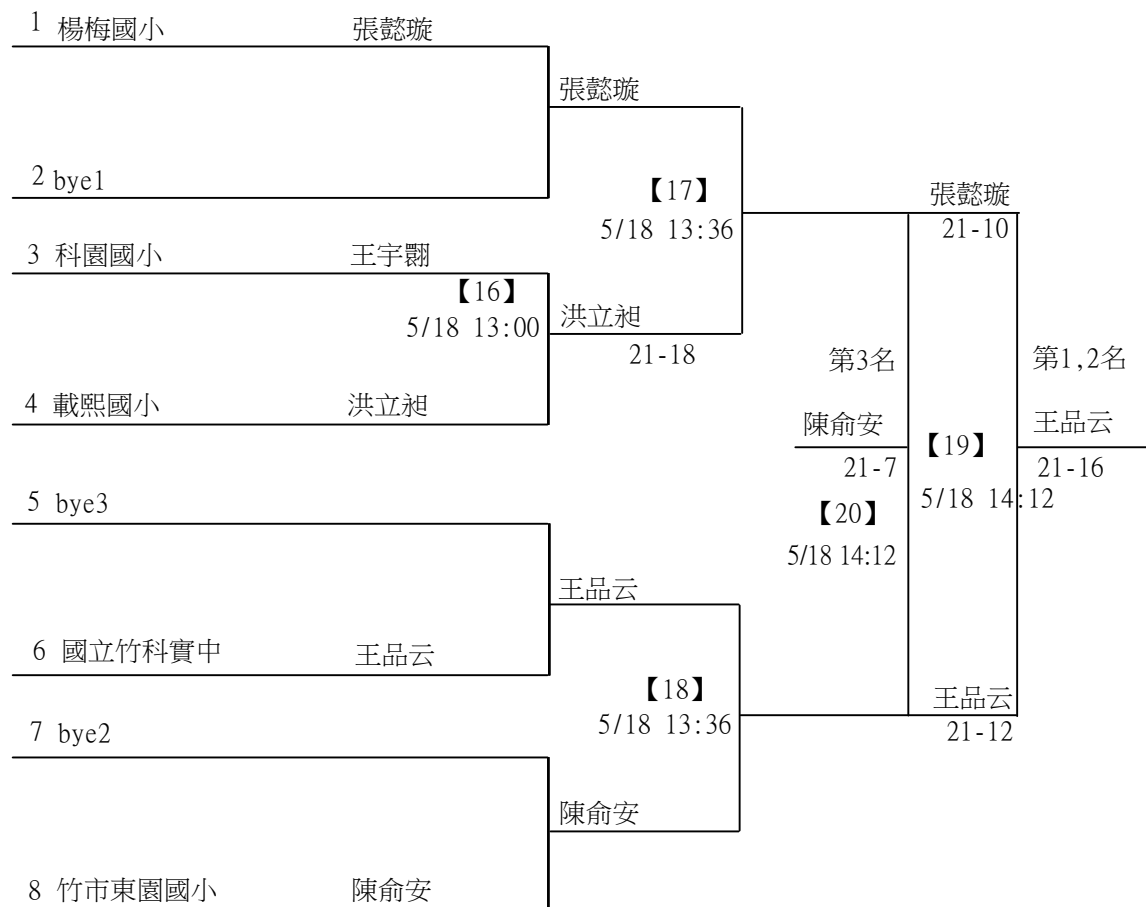 1 楊梅國小 張懿璇
張懿璇
2 bye1
【17】
張懿璇
5/18 13:36
21-10
3 科園國小 王宇翾
【16】
5/18 13:00
洪立昶
21-18
第3名
第1,2名
4 載熙國小 洪立昶
陳俞安
【19】
王品云
21-7
21-16
5 bye3
5/18 14:12
【20】
5/18 14:12
王品云
6 國立竹科實中 王品云
【18】
王品云
5/18 13:36
21-12
7 bye2
陳俞安
8 竹市東園國小 陳俞安